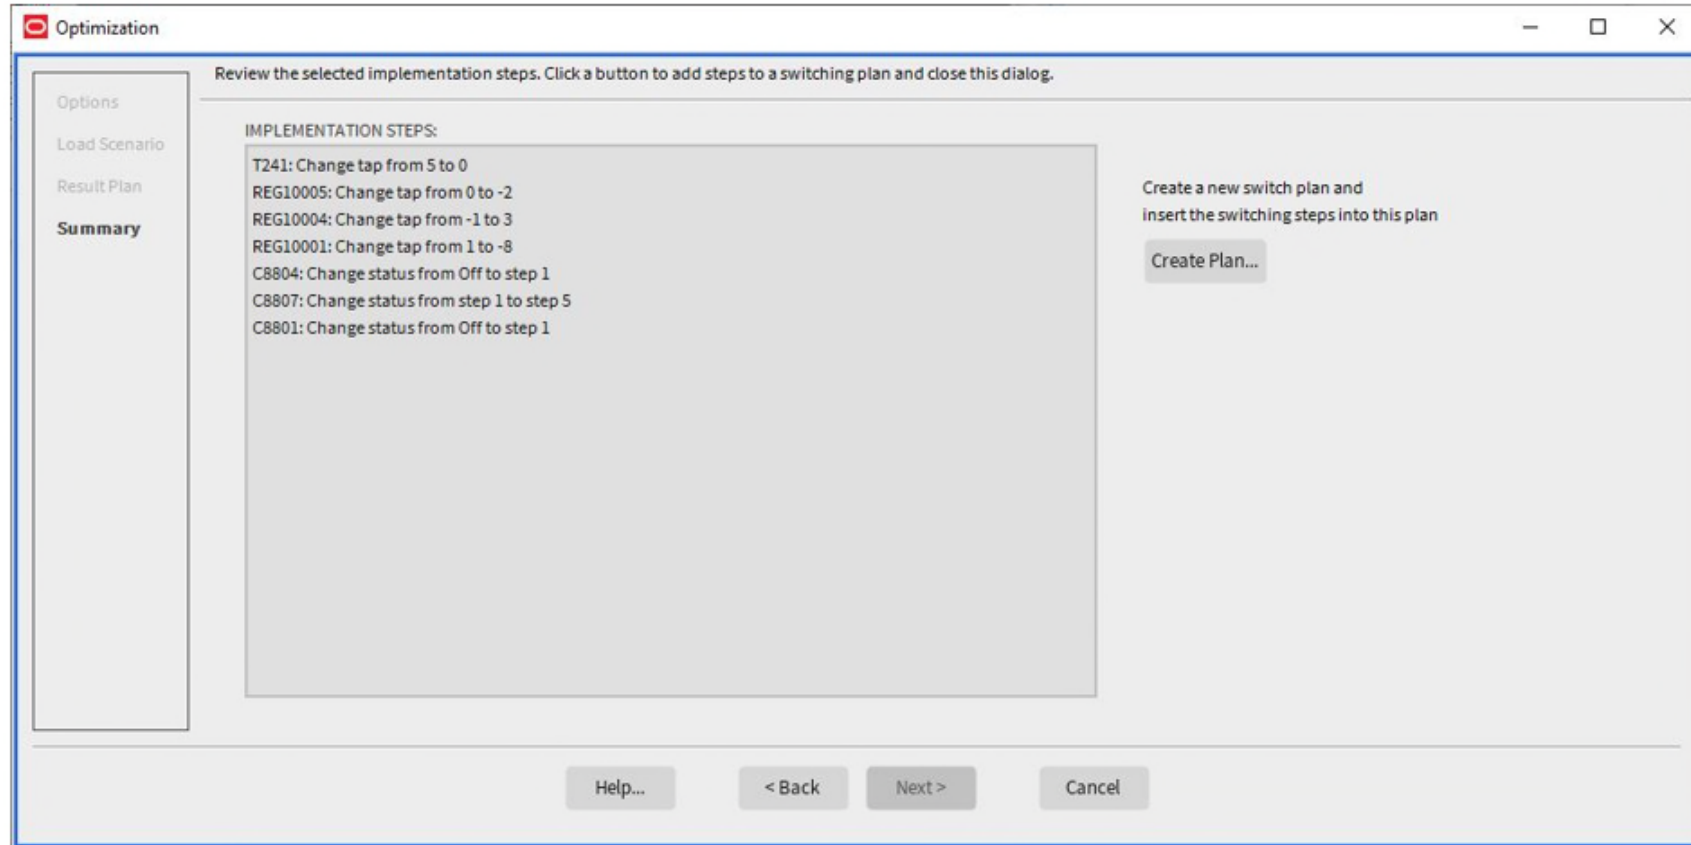 Optimization
Review the selected implementation steps. Click a button to add steps to a switching plan and close this dialog.
Options
Load Scenario
Result Plan
Summary
IMPLEMENTATION STEPS:
T241: Change tap from 5 to 0
REG10005: Change tap from 0 to -2
REG10004: Change tap from -1 to 3
REG10001: Change tap from 1 to -8
C8804: Change status from Off to step 1
C8807: Change status from step 1 to step 5
C8801: Change status from Off to step 1
Create a new switch plan and
insert the switching steps into this plan
Create Plan...
Help...
< Back
Next >
Cancel